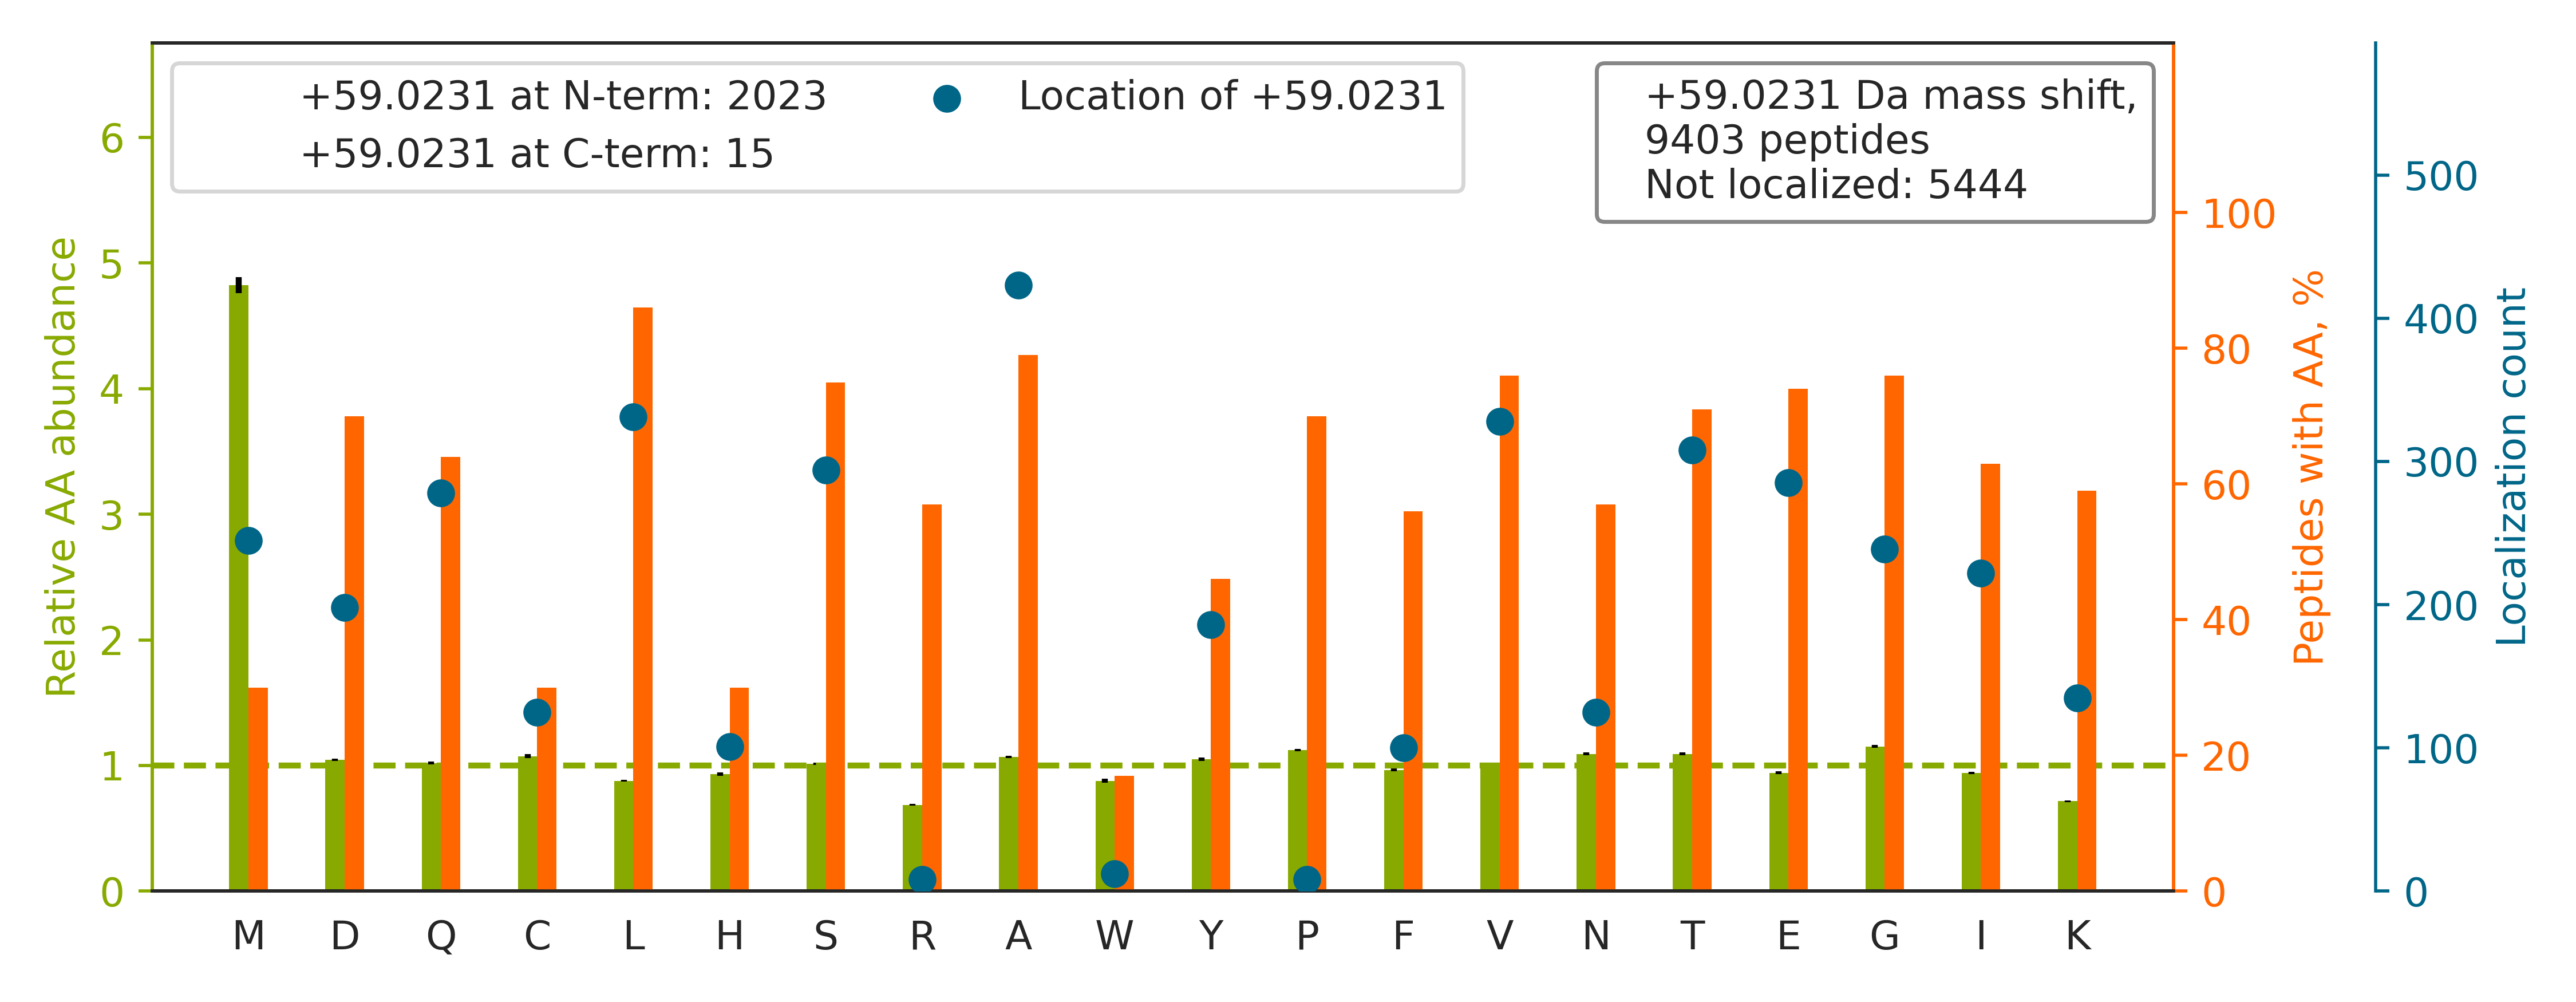 +59.0231 at N-term: 2023
+59.0231 at C-term: 15
Location of +59.0231
+59.0231 Da mass shift,
9403 peptides
Not localized: 5444
Relative AA abundance
6
5
4
3
2
1
0
M D Q C L H S R A W Y P F V N T E G I K
100
80
60
40
20
0
Peptides with AA, %
500
400
300
200
100
0
Localization count